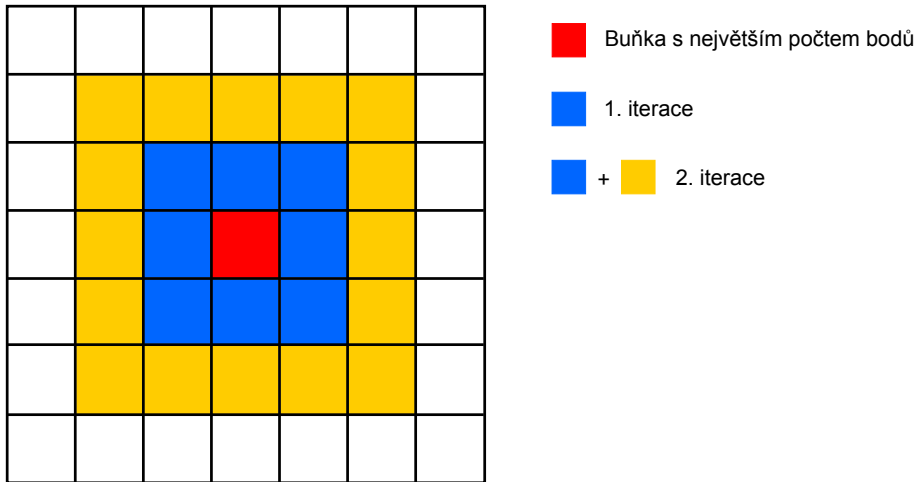 Buňka s největším počtem bodů
1. iterace
+ 2. iterace